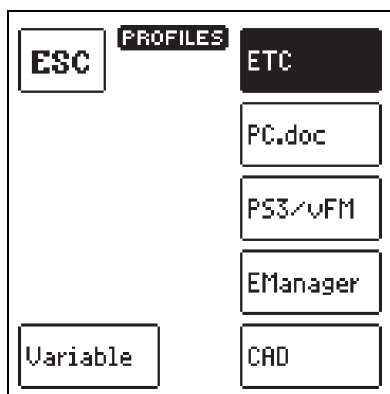 ESC
PROFILES
ETC
PC.doc
PS3/vFM
EManager
Variable
CAD